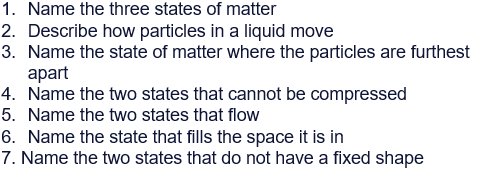 1. Name the three states of matter
2. Describe how particles in a liquid move
3. Name the state of matter where the particles are furthest
apart
4. Name the two states that cannot be compressed
5. Name the two states that flow
6. Name the state that fills the space it is in
7. Name the two states that do not have a fixed shape